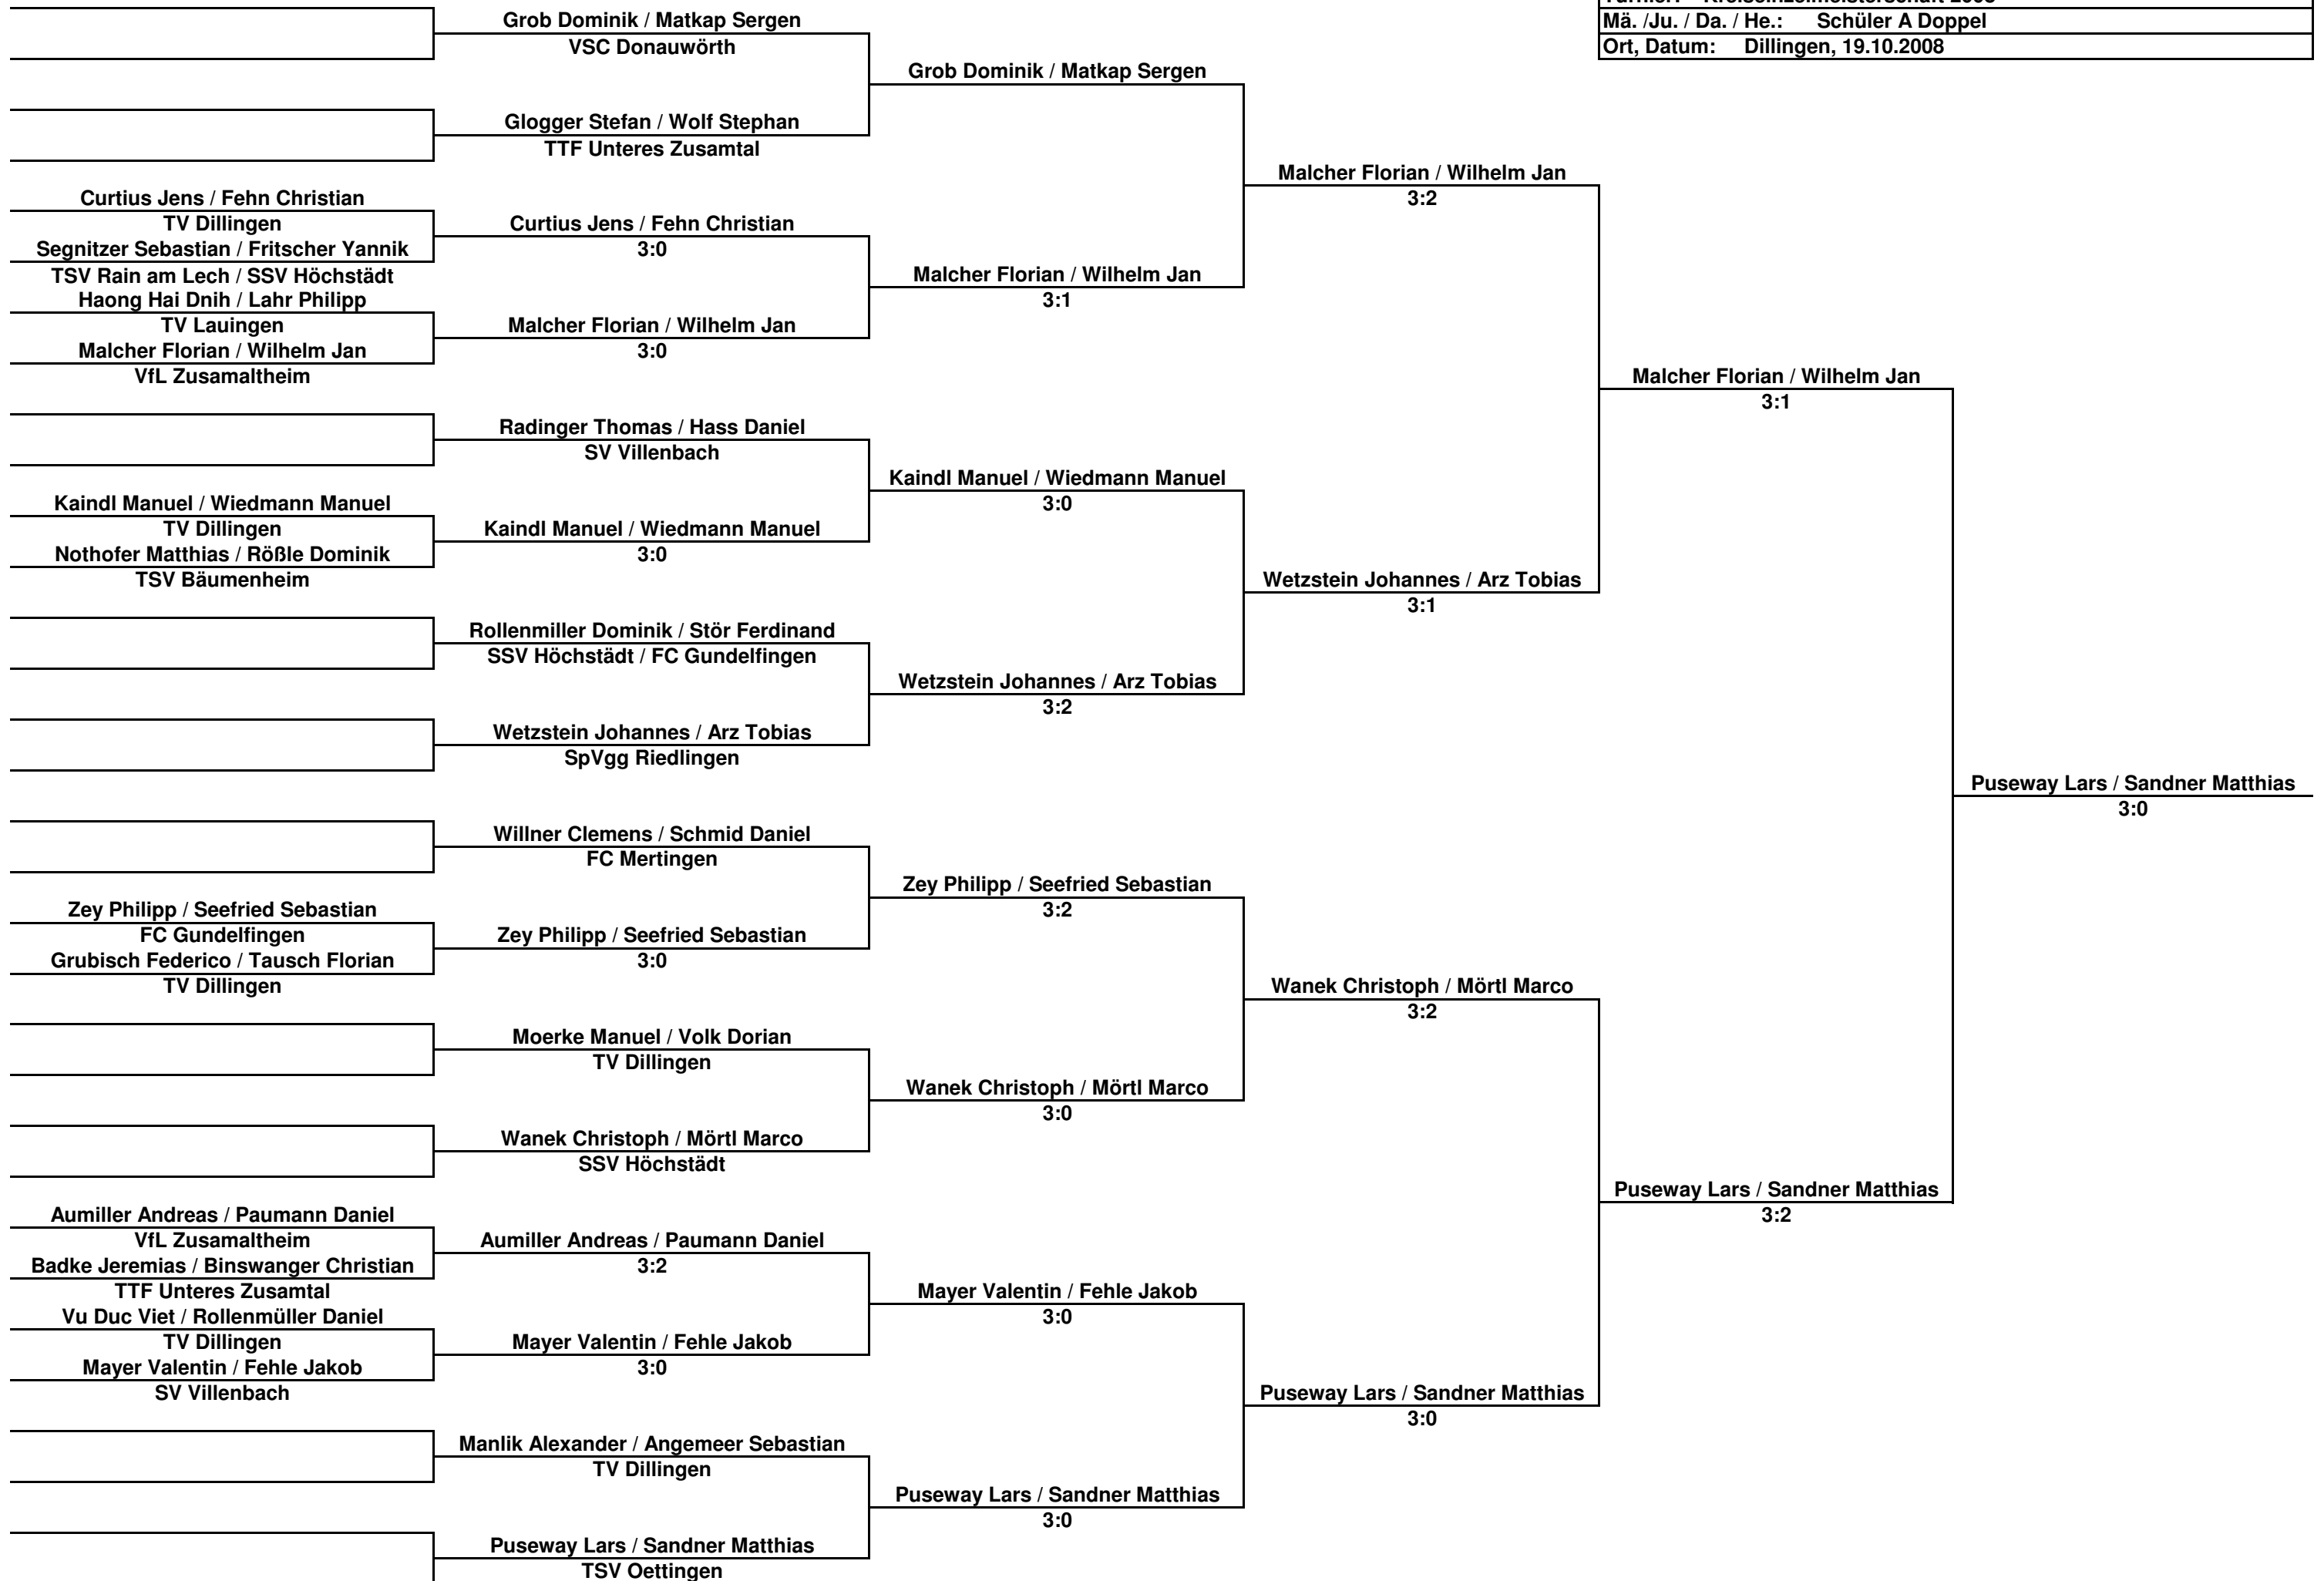 Turnier: Kreiseinzelmeisterschaft 2008
Mä. /Ju. / Da. / He.: Schüler A Doppel
Ort, Datum: Dillingen, 19.10.2008
Grob Dominik / Matkap Sergen
VSC Donauwörth
Glogger Stefan / Wolf Stephan
TTF Unteres Zusamtal
Curtius Jens / Fehn Christian
TV Dillingen
Segnitzer Sebastian / Fritscher Yannik
TSV Rain am Lech / SSV Höchstädt
Haong Hai Dnih / Lahr Philipp
TV Lauingen
Malcher Florian / Wilhelm Jan
VfL Zusamaltheim
Curtius Jens / Fehn Christian
3:0
Malcher Florian / Wilhelm Jan
3:0
Grob Dominik / Matkap Sergen
Malcher Florian / Wilhelm Jan
3:1
Malcher Florian / Wilhelm Jan
3:2
Radinger Thomas / Hass Daniel
SV Villenbach
Kaindl Manuel / Wiedmann Manuel
TV Dillingen
Nothofer Matthias / Rößle Dominik
TSV Bäumenheim
Kaindl Manuel / Wiedmann Manuel
3:0
Kaindl Manuel / Wiedmann Manuel
3:0
Rollenmiller Dominik / Stör Ferdinand
SSV Höchstädt / FC Gundelfingen
Wetzstein Johannes / Arz Tobias
SpVgg Riedlingen
Wetzstein Johannes / Arz Tobias
3:2
Wetzstein Johannes / Arz Tobias
3:1
Malcher Florian / Wilhelm Jan
3:1
Puseway Lars / Sandner Matthias
3:0
Willner Clemens / Schmid Daniel
FC Mertingen
Zey Philipp / Seefried Sebastian
FC Gundelfingen
Grubisch Federico / Tausch Florian
TV Dillingen
Zey Philipp / Seefried Sebastian
3:0
Zey Philipp / Seefried Sebastian
3:2
Moerke Manuel / Volk Dorian
TV Dillingen
Wanek Christoph / Mörtl Marco
SSV Höchstädt
Wanek Christoph / Mörtl Marco
3:0
Wanek Christoph / Mörtl Marco
3:2
Aumiller Andreas / Paumann Daniel
VfL Zusamaltheim
Badke Jeremias / Binswanger Christian
TTF Unteres Zusamtal
Vu Duc Viet / Rollenmüller Daniel
TV Dillingen
Mayer Valentin / Fehle Jakob
SV Villenbach
Aumiller Andreas / Paumann Daniel
3:2
Mayer Valentin / Fehle Jakob
3:0
Mayer Valentin / Fehle Jakob
3:0
Manlik Alexander / Angemeer Sebastian
TV Dillingen
Puseway Lars / Sandner Matthias
TSV Oettingen
Puseway Lars / Sandner Matthias
3:0
Puseway Lars / Sandner Matthias
3:0
Puseway Lars / Sandner Matthias
3:2